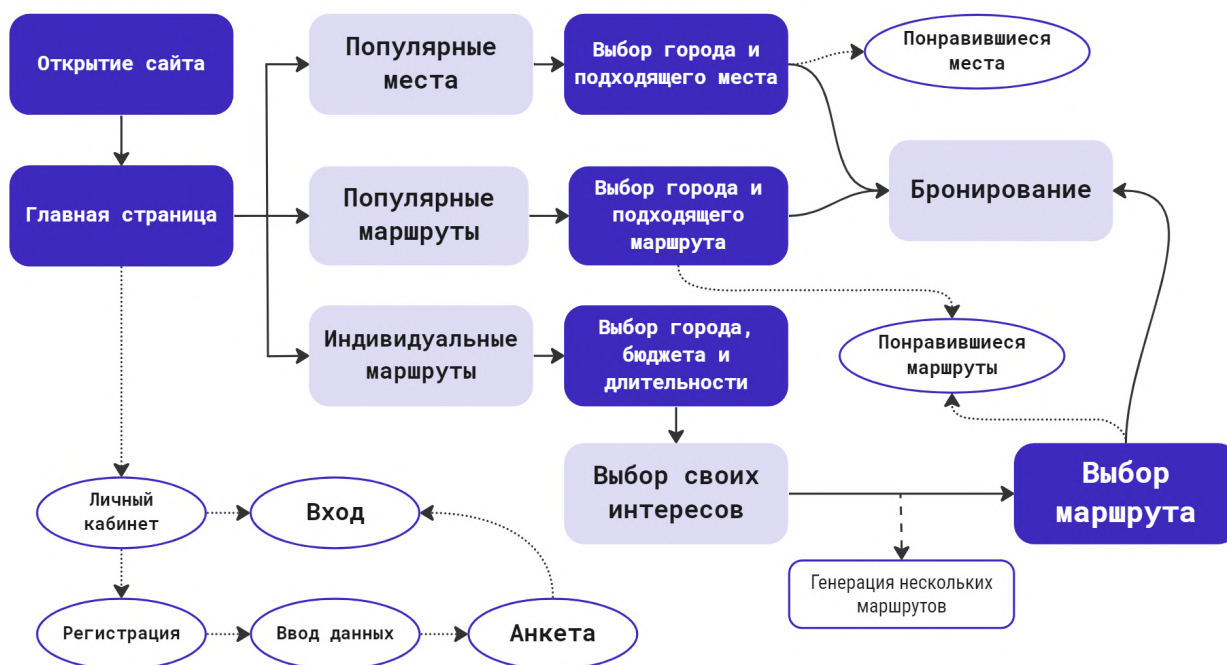 Открытие сайта
Популярные
места
Выбор города и
подходящего места
Понравившиеся
места
Главная страница
Популярные
маршруты
Выбор города и
подходящего
маршрута
Бронирование
Индивидуальные
маршруты
Выбор города,
бюджета и
длительности
Понравившиеся
маршруты
Выбор своих
интересов
Выбор
маршрута
Генерация нескольких
маршрутов
Личный
кабинет
Вход
Регистрация
Ввод данных
Анкета